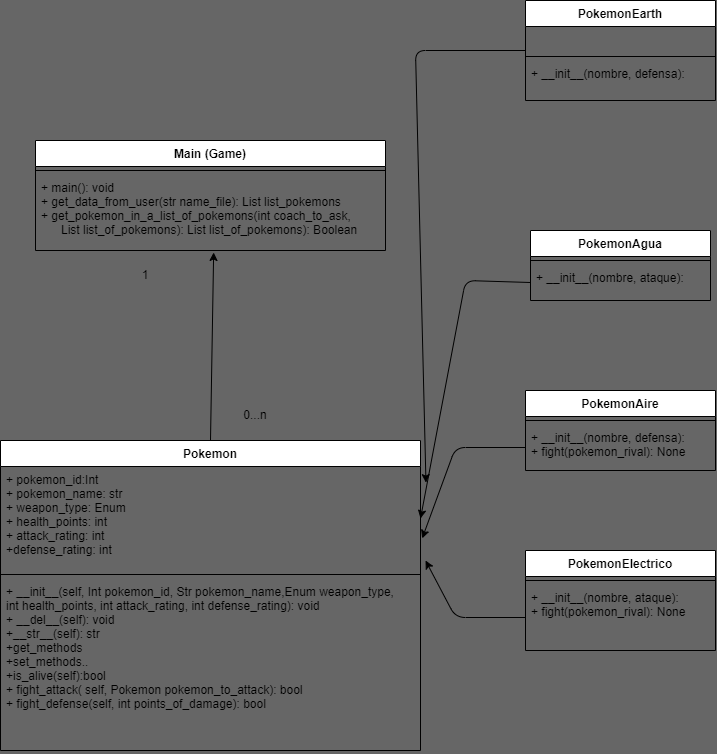 PokemonEarth
+ __init__(nombre, defensa):
Main (Game)
+ main(): void
+ get_data_from_user(str name_file): List list_pokemons
+ get_pokemon_in_a_list_of_pokemons(int coach_to_ask,
List list_of_pokemons): List list_of_pokemons): Boolean
1
0...n
PokemonAgua
+ __init__(nombre, ataque):
PokemonAire
+ __init__(nombre, defensa):
+ fight(pokemon_rival): None
Pokemon
+ pokemon_id:Int
+ pokemon_name: str
+ weapon_type: Enum
+ health_points: int
+ attack_rating: int
+defense_rating: int
+ __init__(self, Int pokemon_id, Str pokemon_name,Enum weapon_type,
int health_points, int attack_rating, int defense_rating): void
+ __del__(self): void
+__str__(self): str
+get_methods
+set_methods..
+is_alive(self):bool
+ fight_attack( self, Pokemon pokemon_to_attack): bool
+ fight_defense(self, int points_of_damage): bool
PokemonElectrico
+ __init__(nombre, ataque):
+ fight(pokemon_rival): None